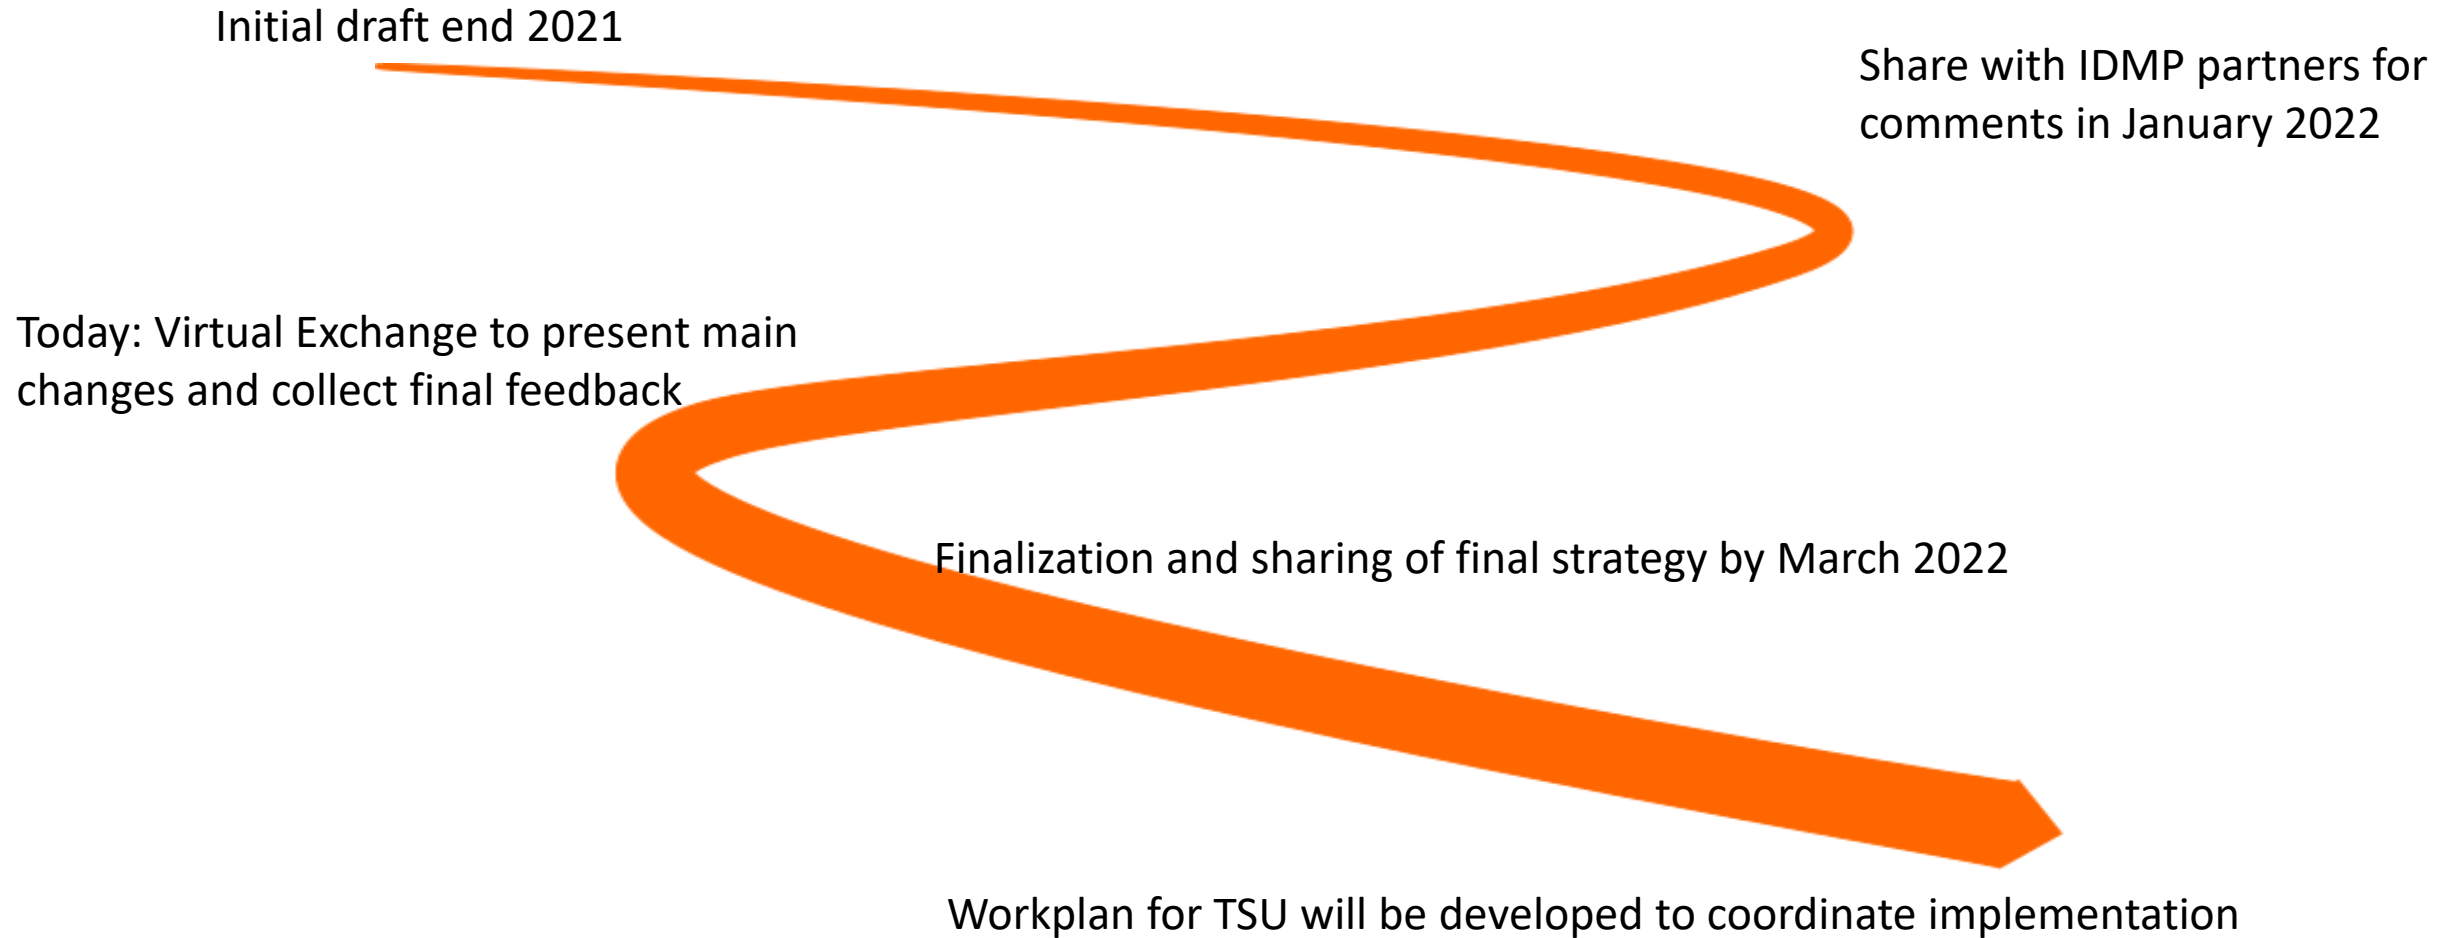 Initial draft end 2021
Share with IDMP partners for
comments in January 2022
Today: Virtual Exchange to present main
changes and collect final feedback
Finalization and sharing of final strategy by March 2022
Workplan for TSU will be developed to coordinate implementation